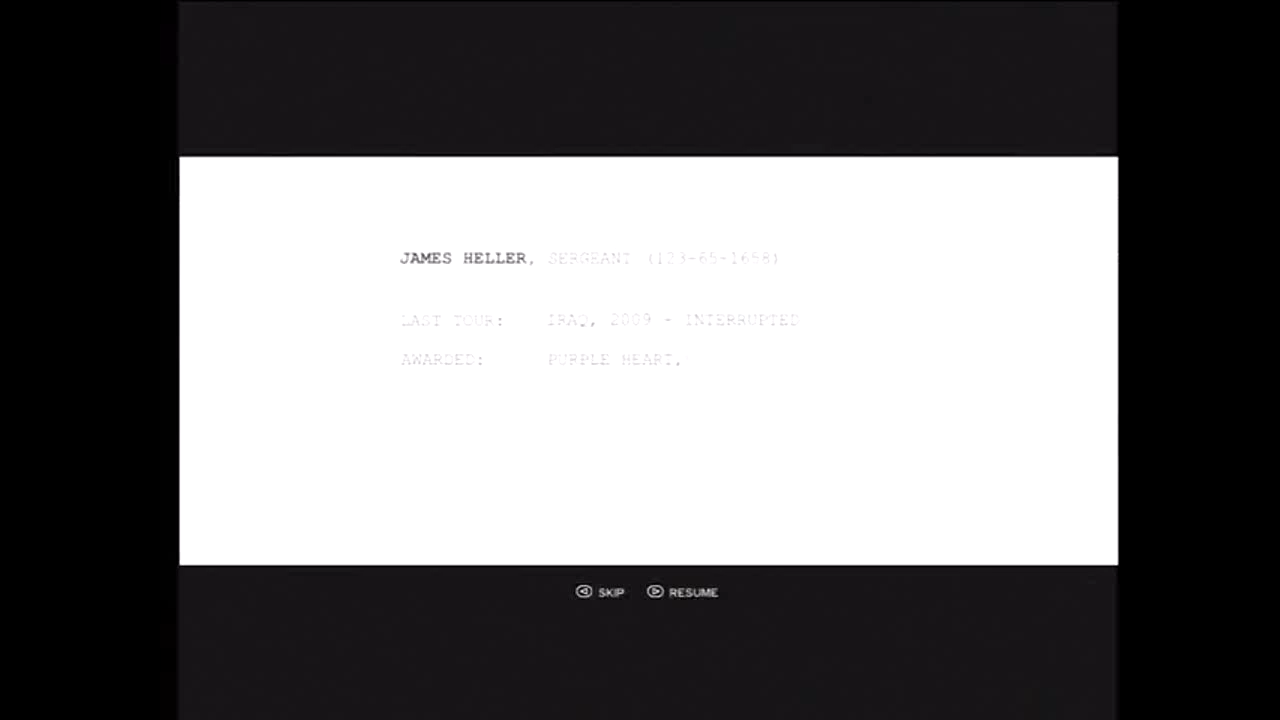 JAMES HELLER, SERGEANT (123-65-1658)
LAST TOUR: IRAQ, 2009 - INTERRUPTED
AWARDED: PURPLE HEART,
SKIP RESUME